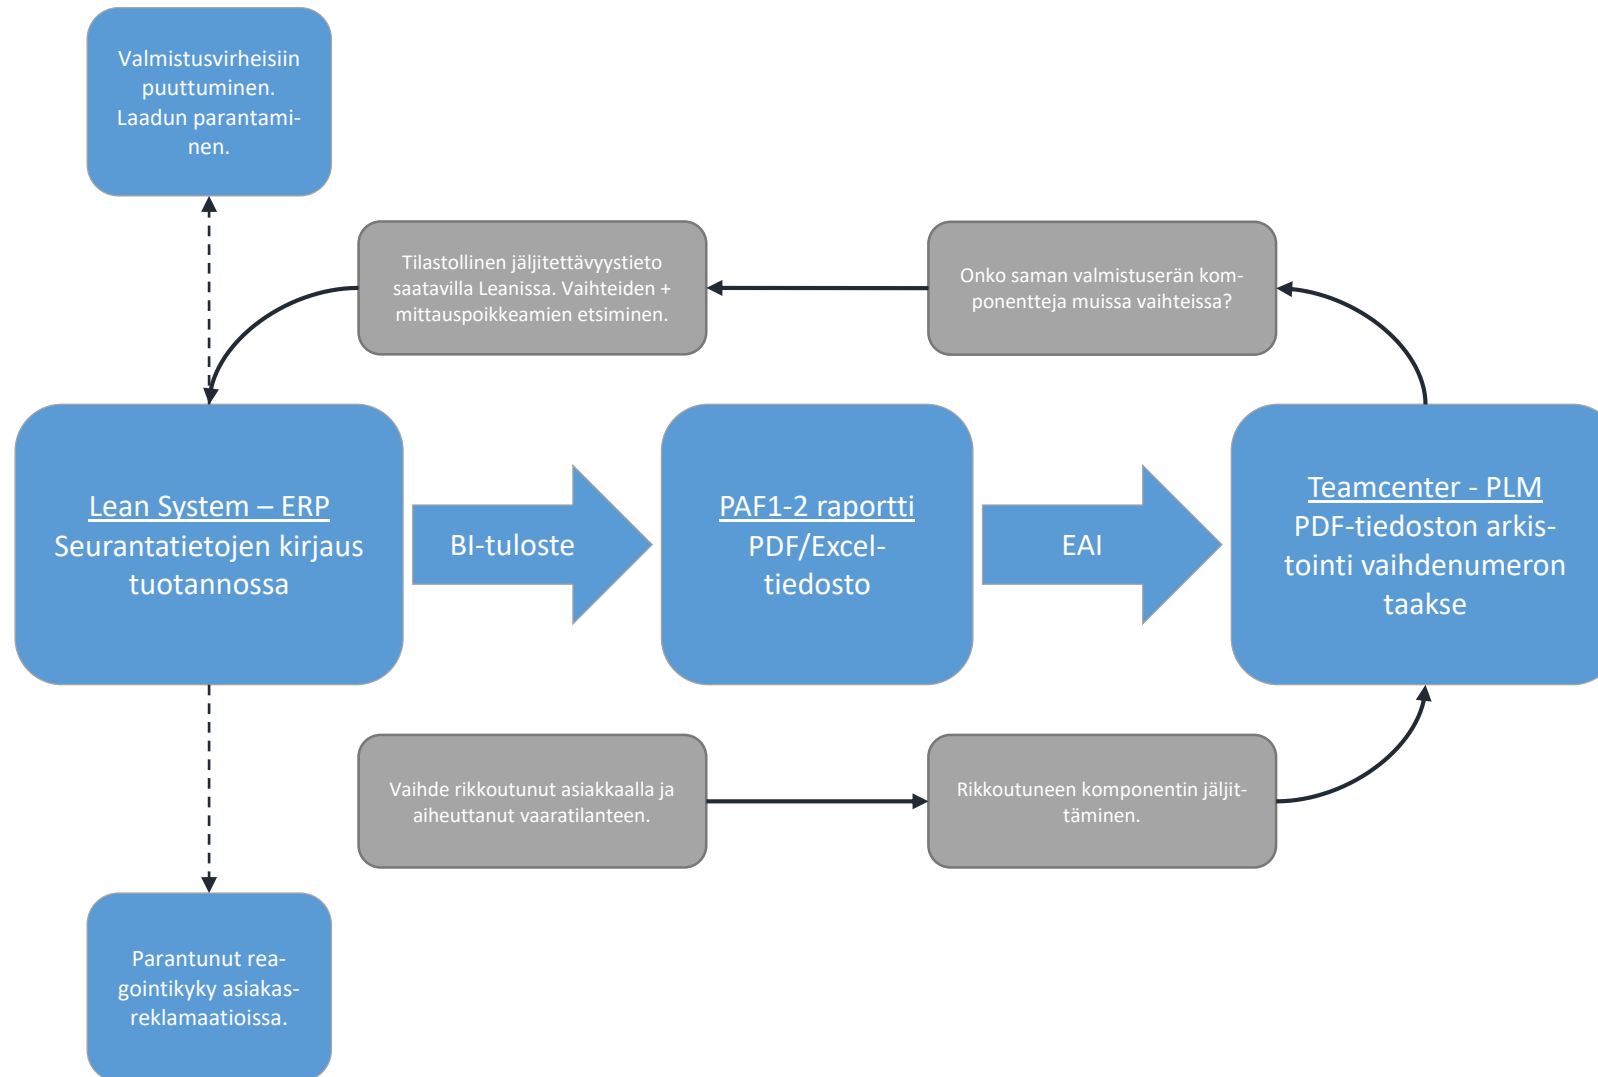 Valmistusvirheisiin
puuttuminen.
Laadun parantami-
nen.
Tilastollinen jäljitettävyystieto
saatavilla Leanissa. Vaihteiden +
mittauspoikkeamien etsiminen.
Onko saman valmistuserän kom-
ponentteja muissa vaihteissa?
Lean System – ERP
Seurantatietojen kirjaus
tuotannossa
BI-tuloste
PAF1-2 raportti
PDF/Excel-
tiedosto
EAI
Teamcenter - PLM
PDF-tiedoston arkis-
tointi vaihdenumeron
taakse
Vaihde rikkoutunut asiakkaalla ja
aiheuttanut vaaratilanteen.
Rikkoutuneen komponentin jäljit-
täminen.
Parantunut rea-
gointikyky asiakas-
reklamaatioissa.